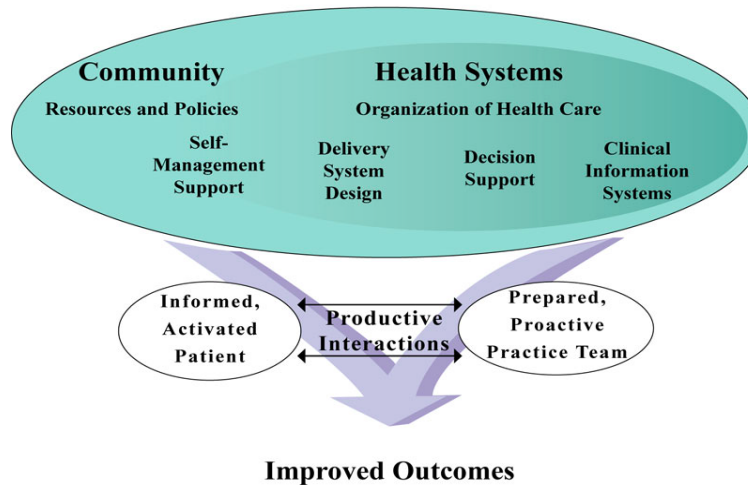 Community
Health Systems
Resources and Policies
Organization of Health Care
Self-
Management
Support
Delivery
System
Design
Decision
Support
Clinical
Information
Systems
Informed,
Activated
Patient
Productive
Interactions
Prepared,
Proactive
Practice Team
Improved Outcomes